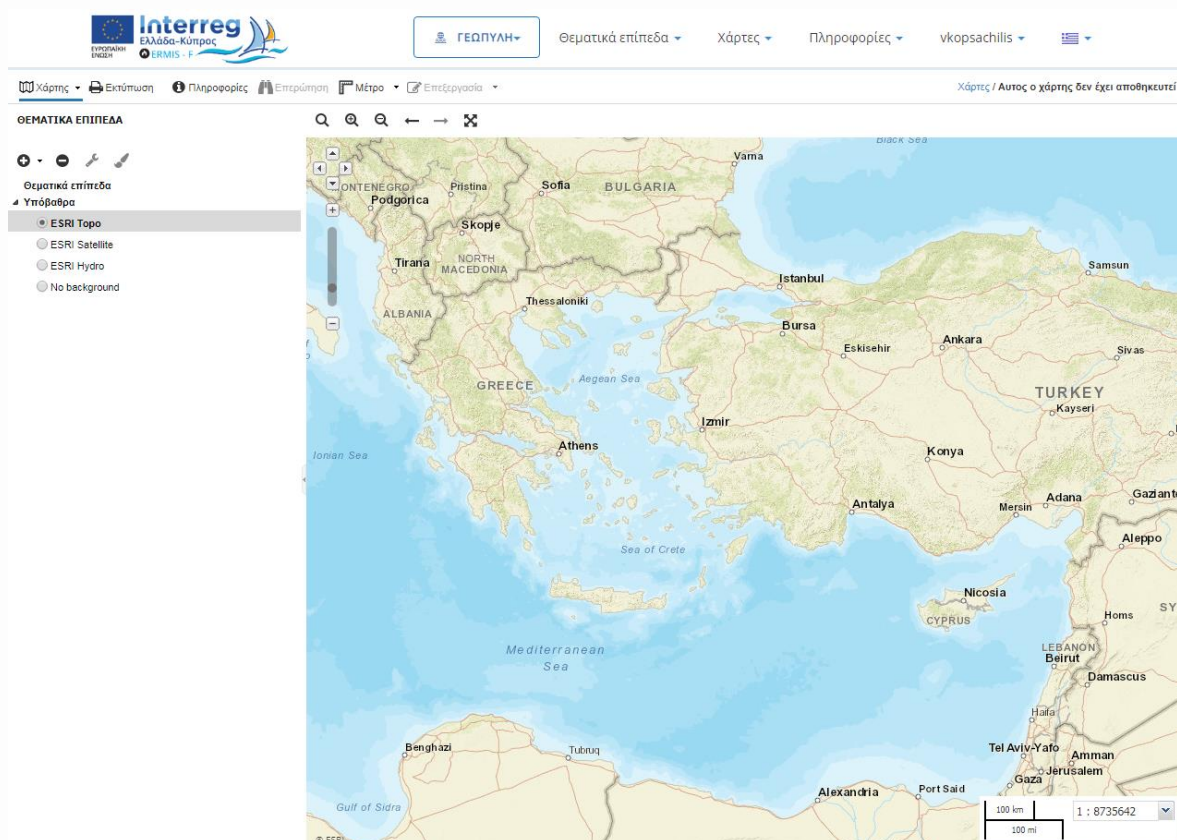 Interreg
Ελλάδα-Κύπρος
ΕΥΡΩΠΑΪΚΗ ΕΝΩΣΗ
ERMIS - F
ΓΕΩΠΥΛΗ
Θεματικά επίπεδα
Χάρτες
Πληροφορίες
vkopsachilis
Χάρτης
Εκτύπωση
Πληροφορίες
Επερώτηση
Μέτρο
Επεξεργασία
Χάρτες / Αυτος ο χάρτης δεν έχει αποθηκευτεί
ΘΕΜΑΤΙΚΑ ΕΠΙΠΕΔΑ
Θεματικά επίπεδα
Υπόβαθρα
ESRI Topo
ESRI Satellite
ESRI Hydro
No background
Black Sea
Varna
MONTENEGRO
Pristina
Sofia
BULGARIA
Podgorica
Skopje
Tirana
NORTH
MACEDONIA
Samsun
Istanbul
Thessaloniki
ALBANIA
Bursa
Eskisehir
Ankara
Sivas
Aegean Sea
GREECE
TURKEY
Kayseri
Izmir
Athens
Konya
Ionian Sea
Antalya
Adana
Mersin
Aleppo
Sea of Crete
Nicosia
Homs
SY
CYPRUS
Mediterranean
Sea
LEBANON
Beirut
Damascus
Haifa
Benghazi
Tubruq
Tel Aviv-Yafo
Amman
Jerusalem
Gaza
Alexandria
Port Said
Gulf of Sidra
100 km
100 mi
1 : 8735642